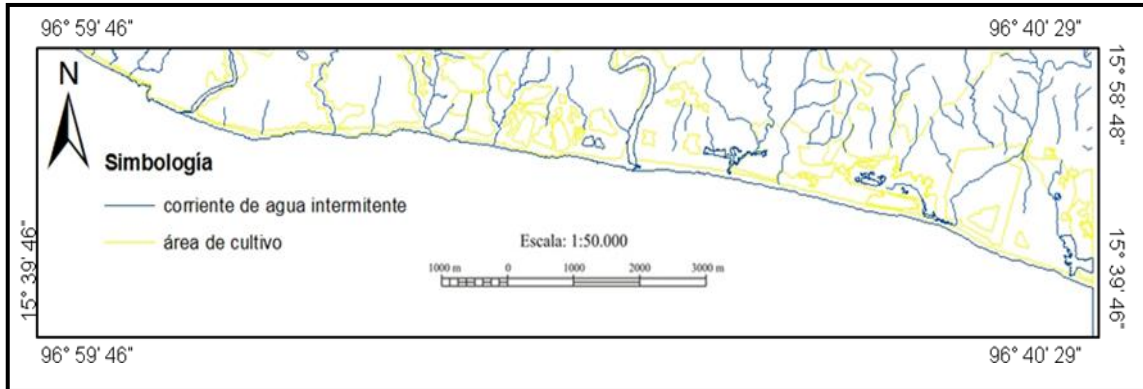 96° 59' 46"
96° 40' 29"
15° 58' 48"
N
Simbología
corriente de agua intermitente
área de cultivo
Escala: 1:50.000
1000 m 0 1000 2000 3000 m
15° 39' 46"
15° 39' 46"
96° 59' 46"
96° 40' 29"